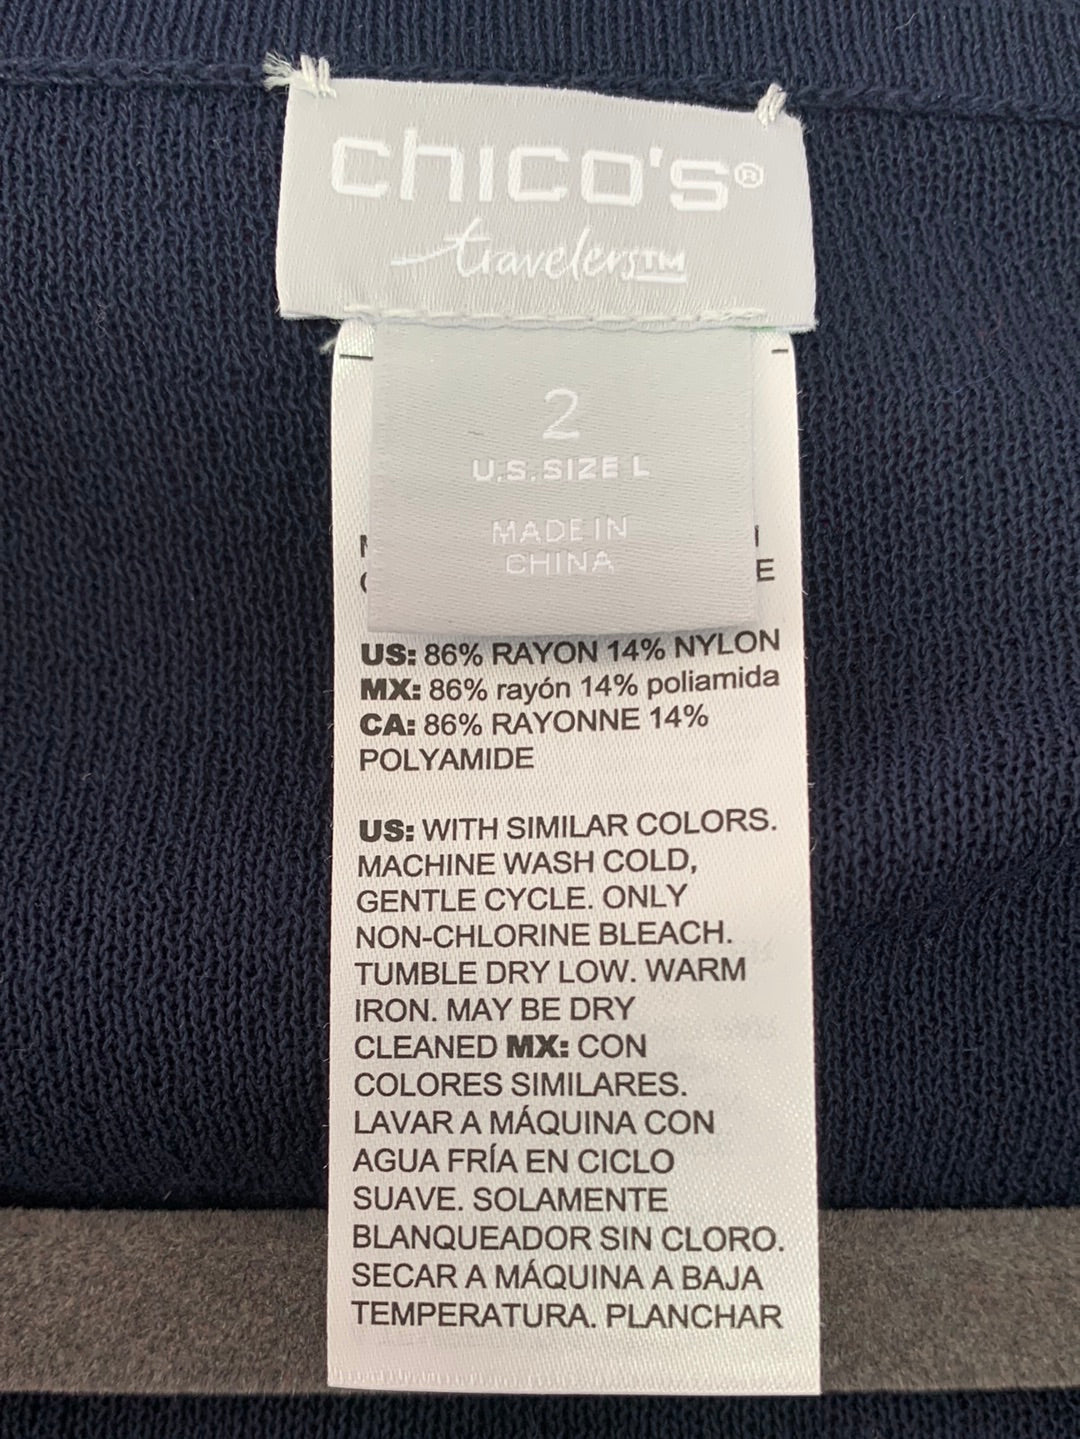 chico's®
travelers™
2
U.S. SIZE L
MADE IN
CHINA
E
US: 86% RAYON 14% NYLON
MX: 86% rayón 14% poliamida
CA: 86% RAYONNE 14%
POLYAMIDE
US: WITH SIMILAR COLORS.
MACHINE WASH COLD,
GENTLE CYCLE. ONLY
NON-CHLORINE BLEACH.
TUMBLE DRY LOW. WARM
IRON. MAY BE DRY
CLEANED MX: CON
COLORES SIMILARES.
LAVAR A MÁQUINA CON
AGUA FRÍA EN CICLO
SUAVE. SOLAMENTE
BLANQUEADOR SIN CLORO.
SECAR A MÁQUINA A BAJA
TEMPERATURA. PLANCHAR